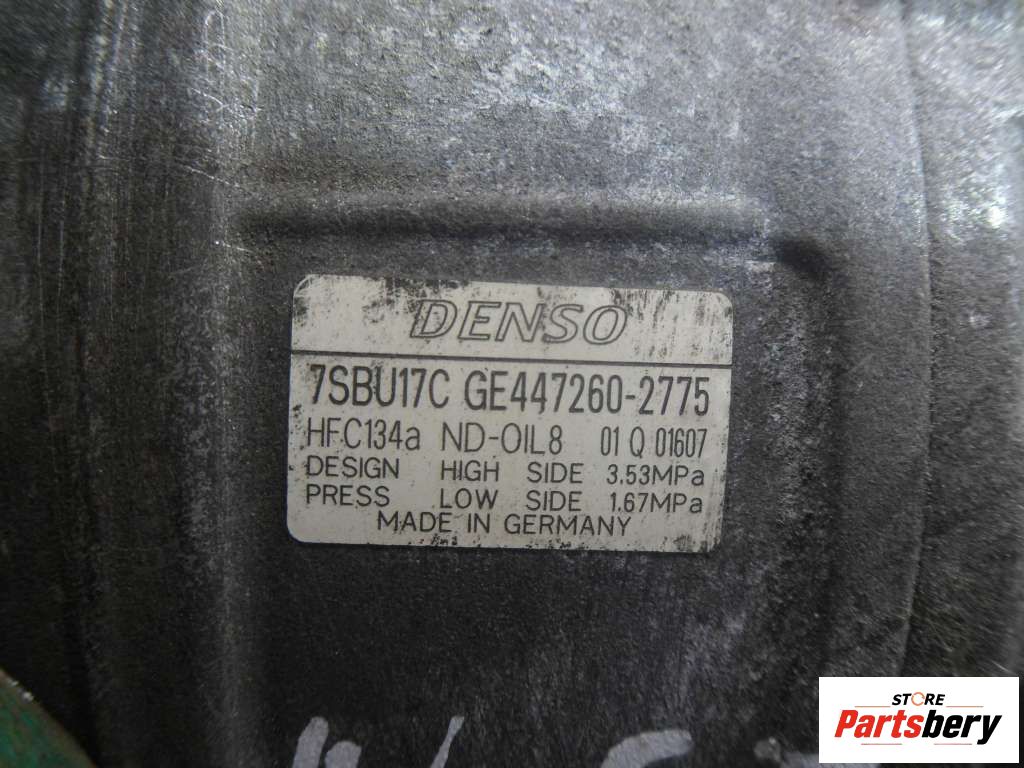 DENSO
7SBU17C GE447260-2775
HFC134a ND-OIL8 01 Q 01607
DESIGN HIGH SIDE 3.53MPa
PRESS LOW SIDE 1.67MPa
MADE IN GERMANY
STORE
Partsbery